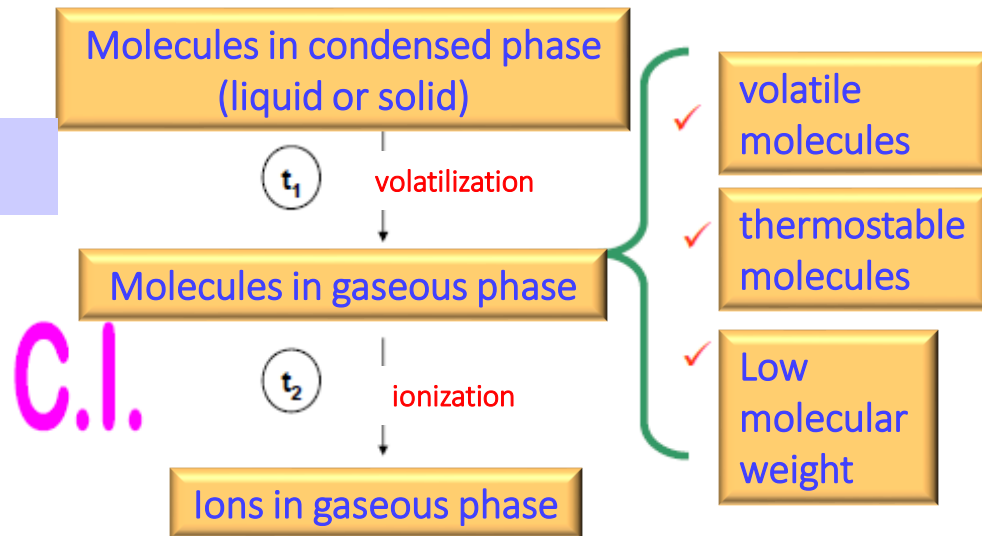 Molecules in condensed phase
(liquid or solid)
t1
volatilization
Molecules in gaseous phase
C.I.
t2
ionization
Ions in gaseous phase
volatile
molecules
thermostable
molecules
Low
molecular
weight